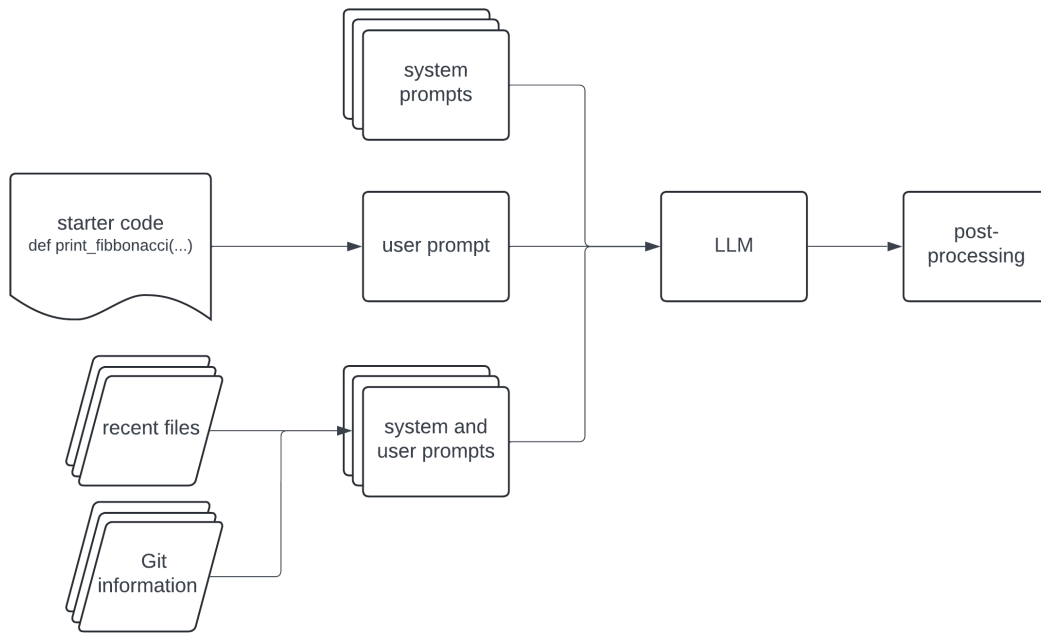 system
prompts
starter code
def print_fibbonacci(...)
user prompt
LLM
post-
processing
recent files
system and
user prompts
Git
information